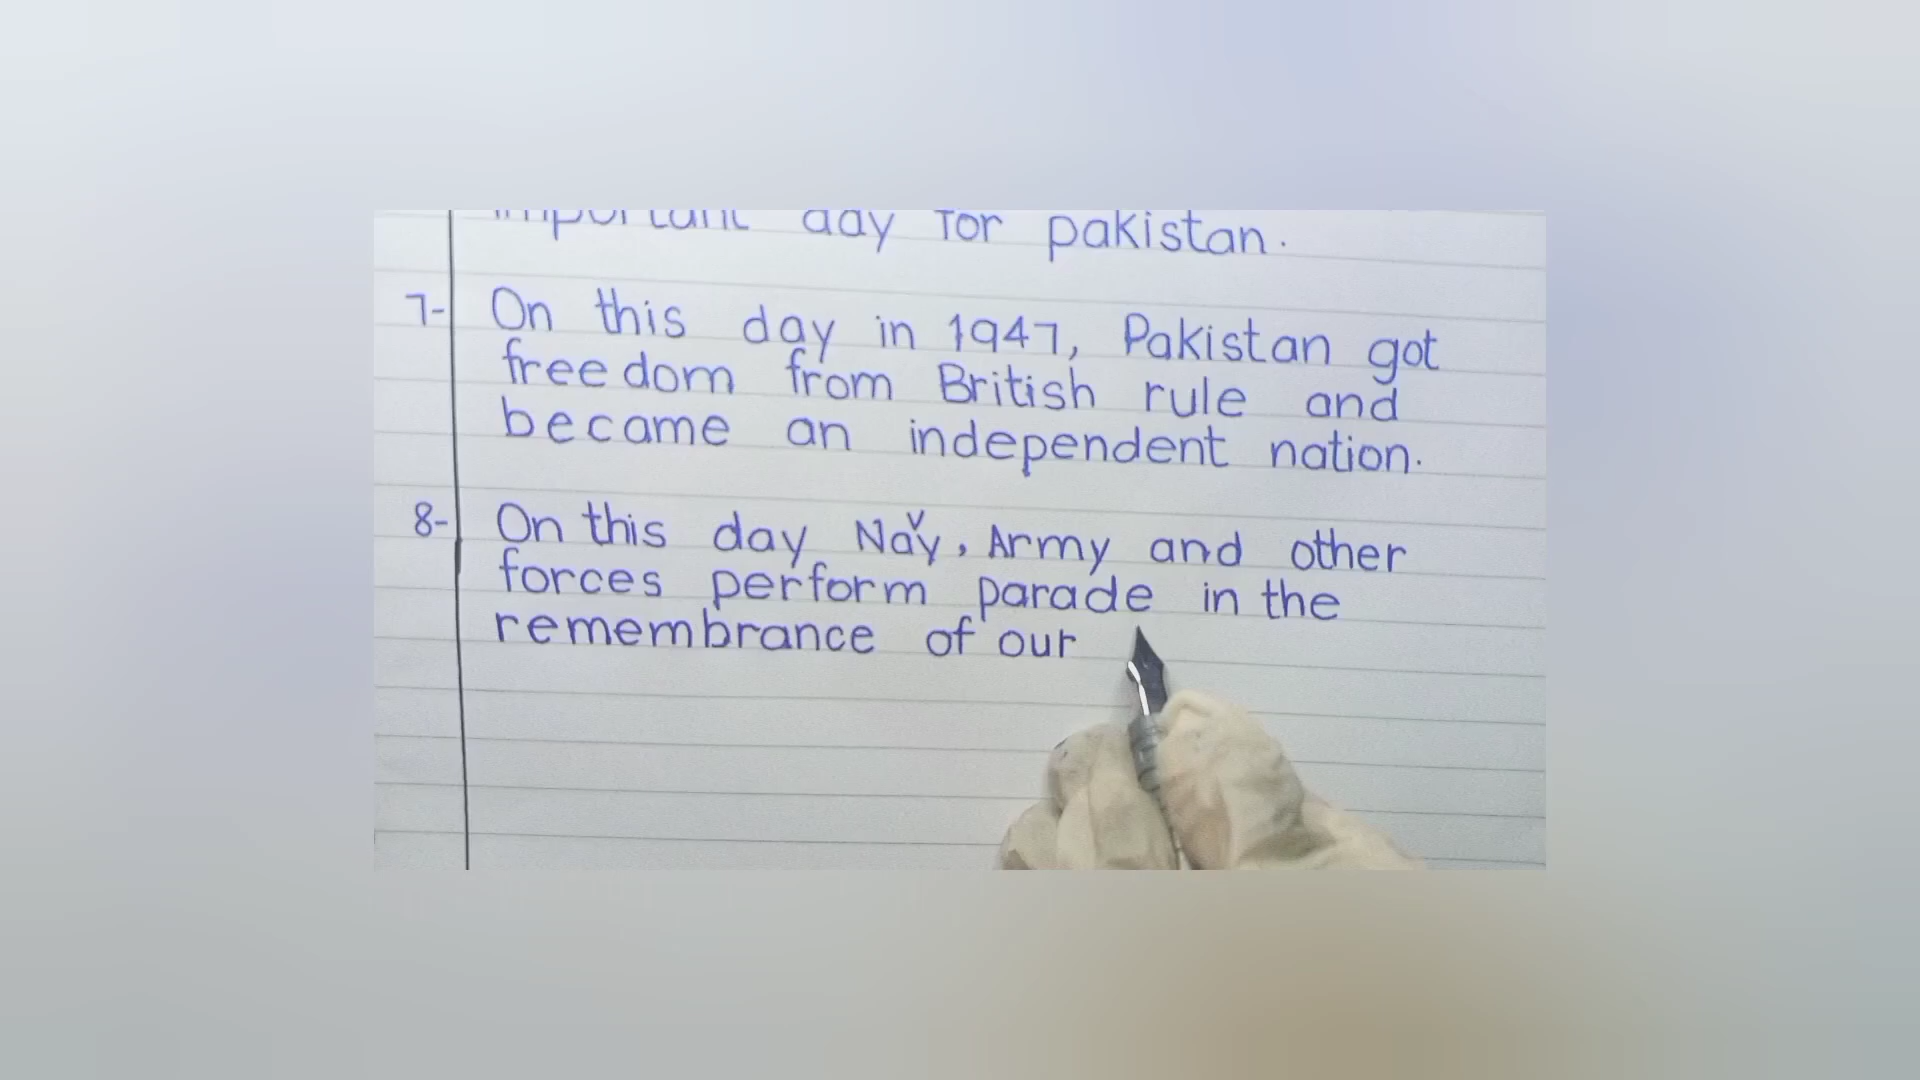 important day for pakistan.
7- On this day in 1947, Pakistan got
freedom from British rule and
became an independent nation.
8- On this day Navy, Army and other
forces perform parade in the
remembrance of our